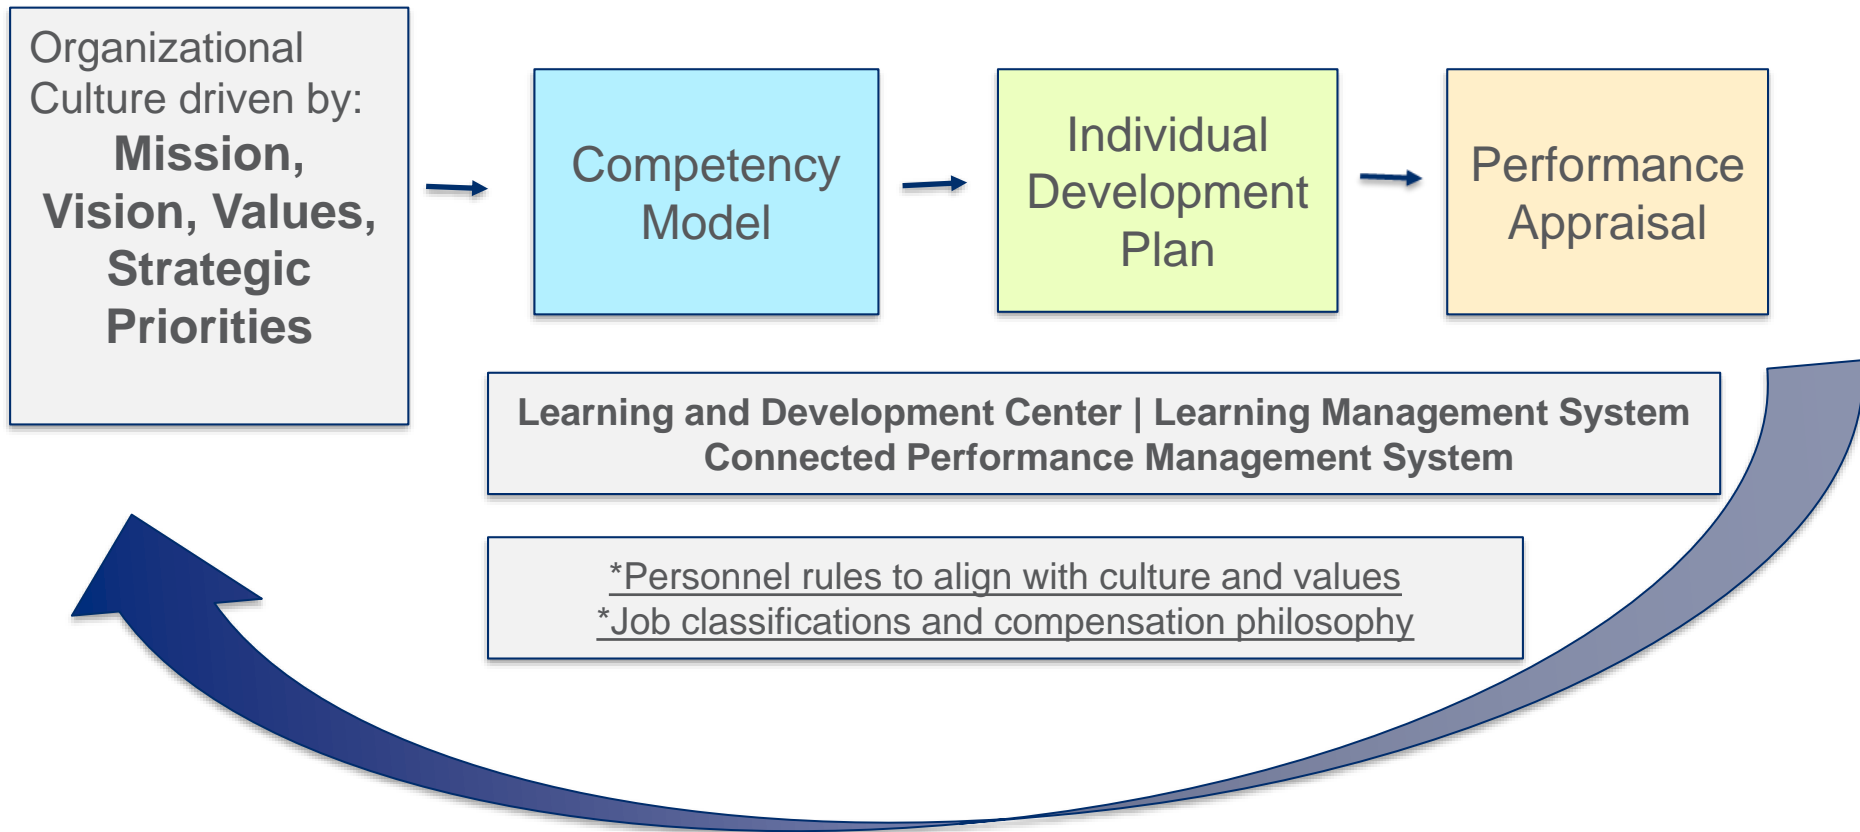 Organizational
Culture driven by:
Mission,
Vision, Values,
Strategic
Priorities
Competency
Model
Individual
Development
Plan
Performance
Appraisal
Learning and Development Center | Learning Management System
Connected Performance Management System
*Personnel rules to align with culture and values
*Job classifications and compensation philosophy